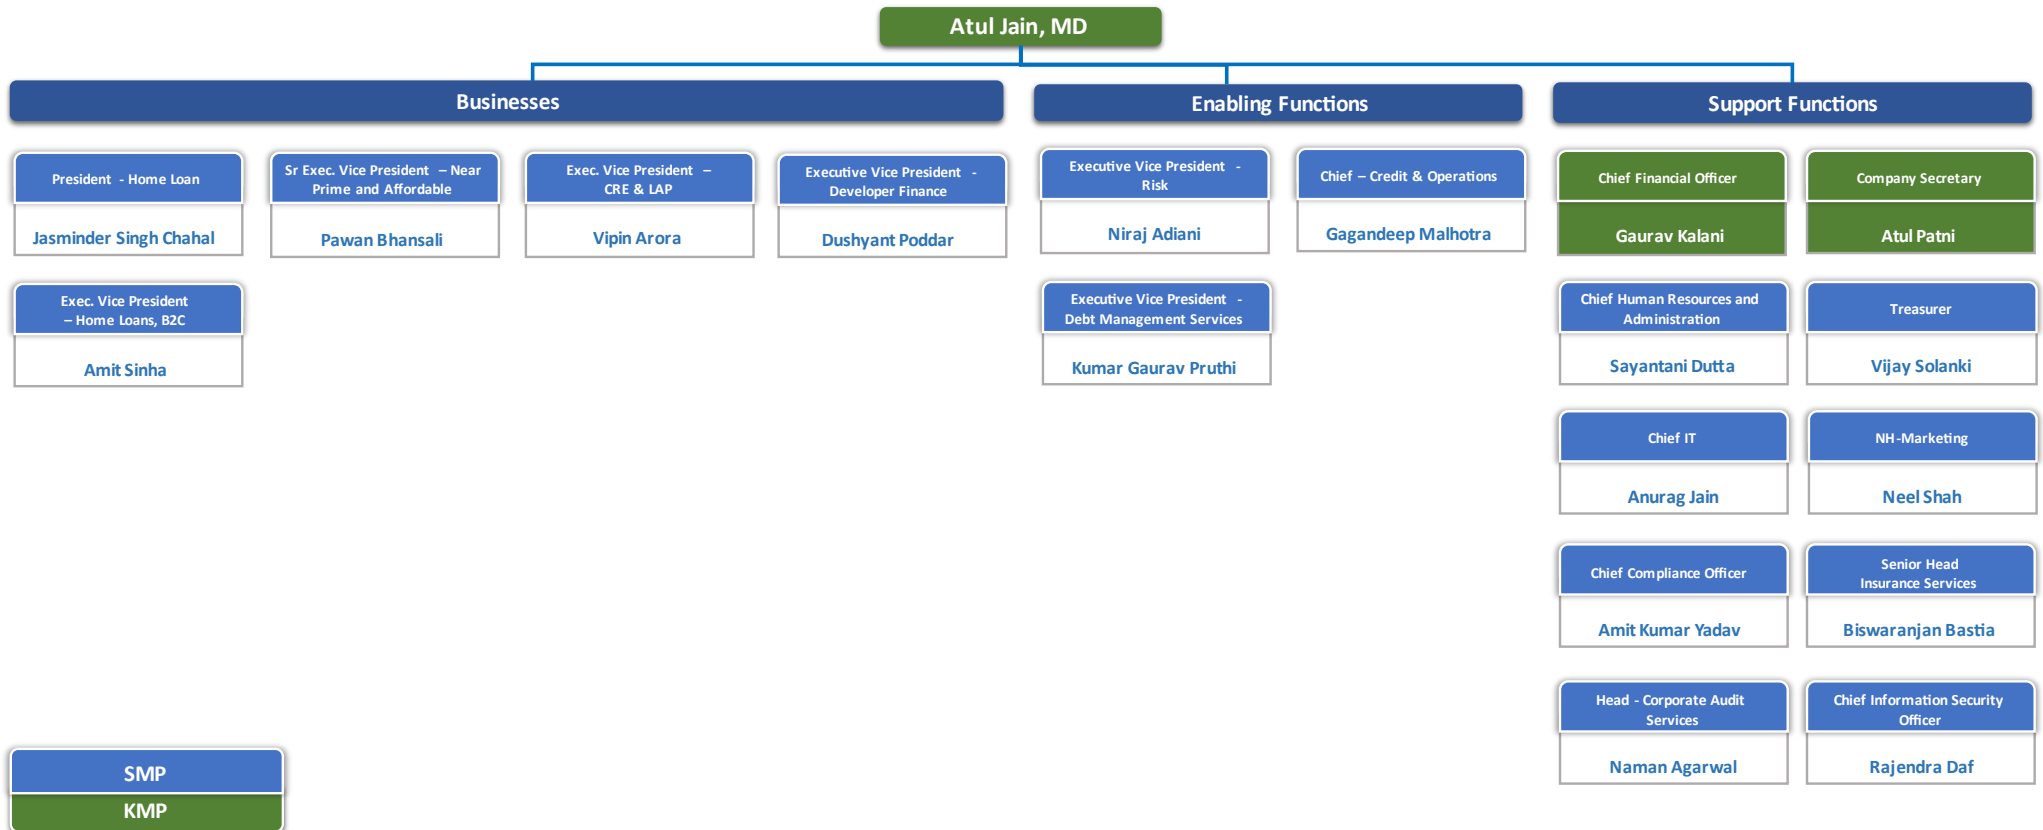 Atul Jain, MD
Businesses
Enabling Functions
Support Functions
President - Home Loan
Jasminder Singh Chahal
Sr Exec. Vice President – Near
Prime and Affordable
Pawan Bhansali
Exec. Vice President –
CRE & LAP
Vipin Arora
Executive Vice President -
Developer Finance
Dushyant Poddar
Exec. Vice President
– Home Loans, B2C
Amit Sinha
Executive Vice President -
Risk
Niraj Adiani
Chief – Credit & Operations
Gagandeep Malhotra
Executive Vice President -
Debt Management Services
Kumar Gaurav Pruthi
Chief Financial Officer
Gaurav Kalani
Company Secretary
Atul Patni
Chief Human Resources and
Administration
Sayantani Dutta
Treasurer
Vijay Solanki
Chief IT
Anurag Jain
NH-Marketing
Neel Shah
Chief Compliance Officer
Amit Kumar Yadav
Senior Head
Insurance Services
Biswaranjan Bastia
Head - Corporate Audit
Services
Naman Agarwal
Chief Information Security
Officer
Rajendra Daf
SMP
KMP